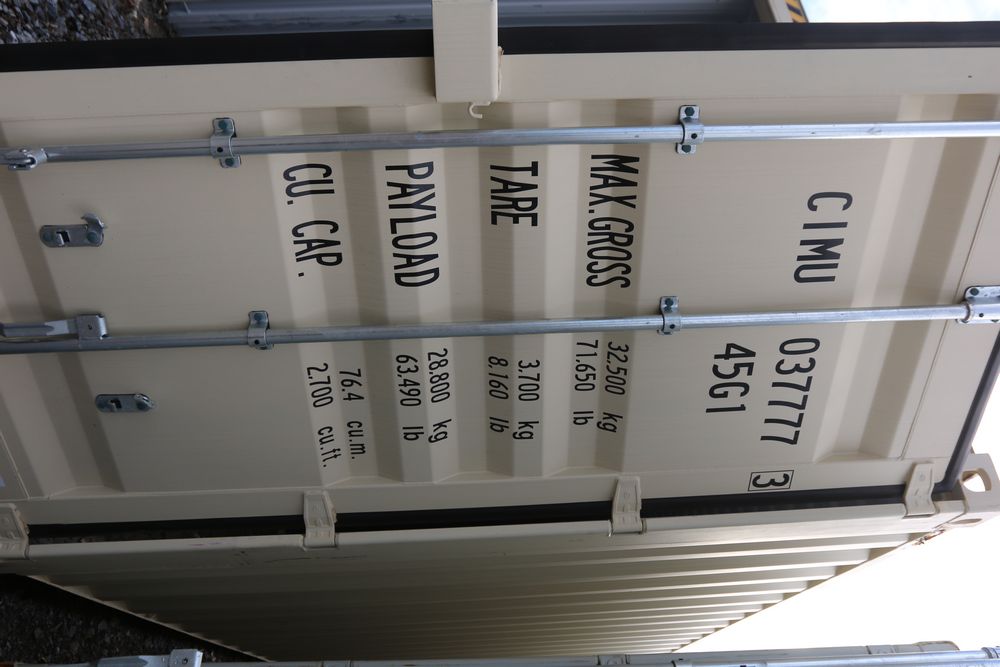 CIMU 037777 3
45G1
MAX.GROSS 32.500 kg
71.650 lb
TARE 3.700 kg
8.160 lb
PAYLOAD 28.800 kg
63.490 lb
CU. CAP. 76.4 cu.m.
2.700 cu.ft.